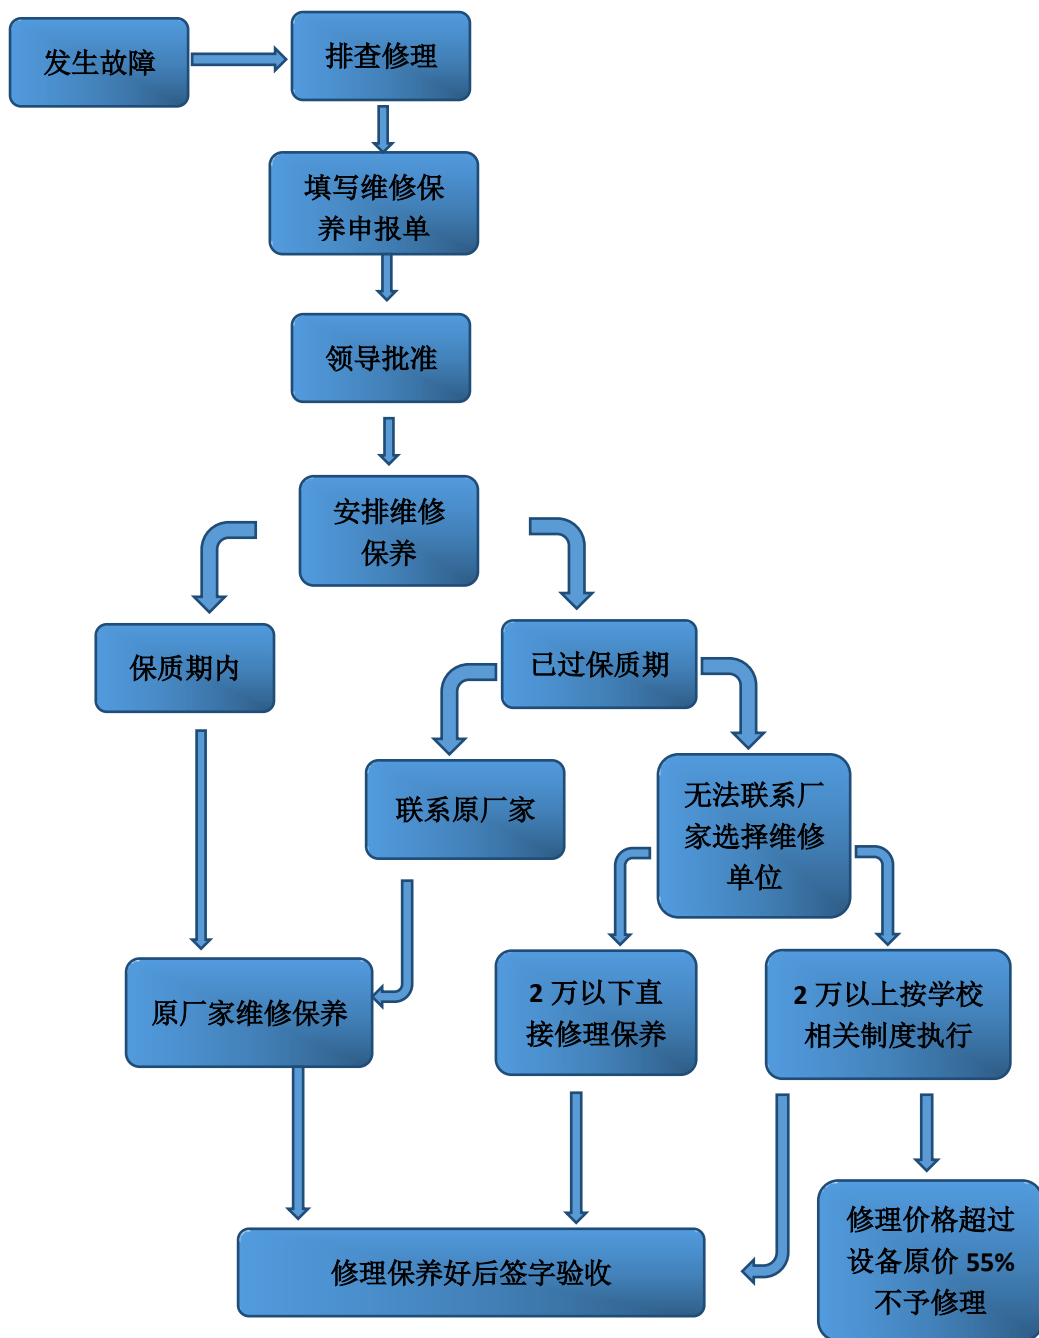 发生故障
排查修理
填写维修保
养申报单
领导批准
安排维修
保养
保质期内
已过保质期
联系原厂家
无法联系厂
家选择维修
单位
原厂家维修保养
2 万以下直
接修理保养
2 万以上按学校
相关制度执行
修理价格超过
设备原价 55%
不予修理
修理保养好后签字验收